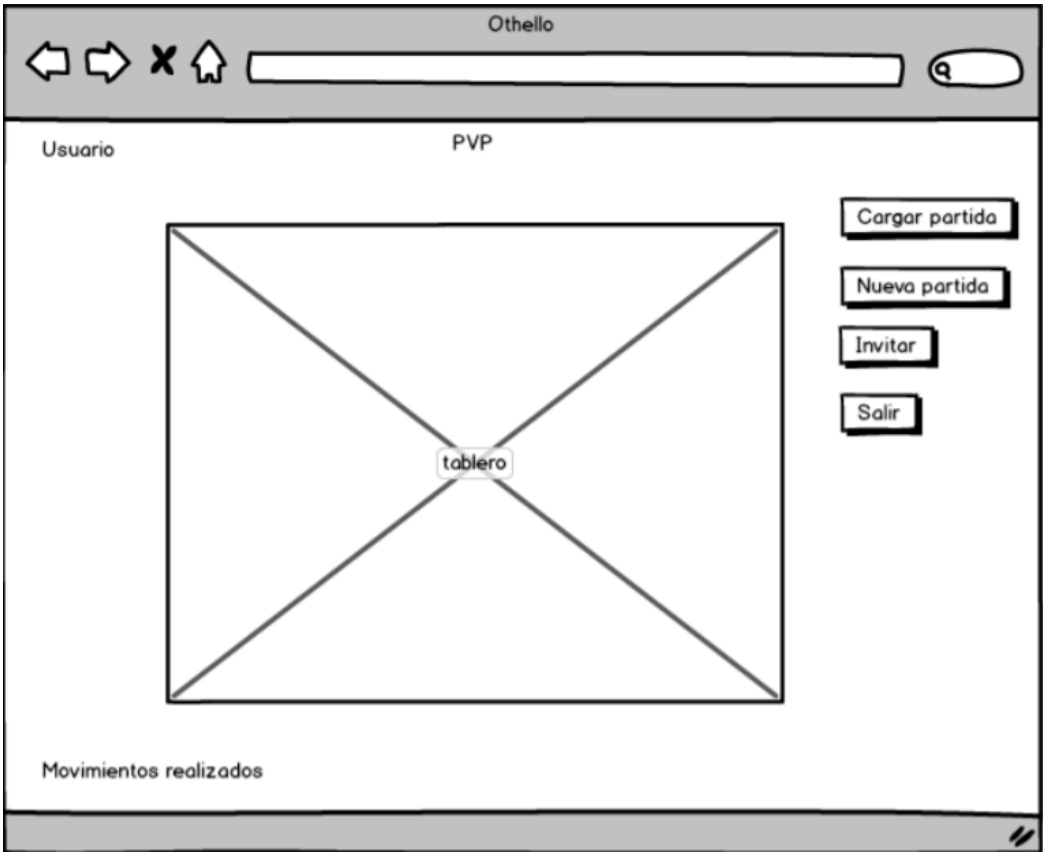 Othello
Usuario
PVP
Cargar partida
Nueva partida
Invitar
Salir
tablero
Movimientos realizados